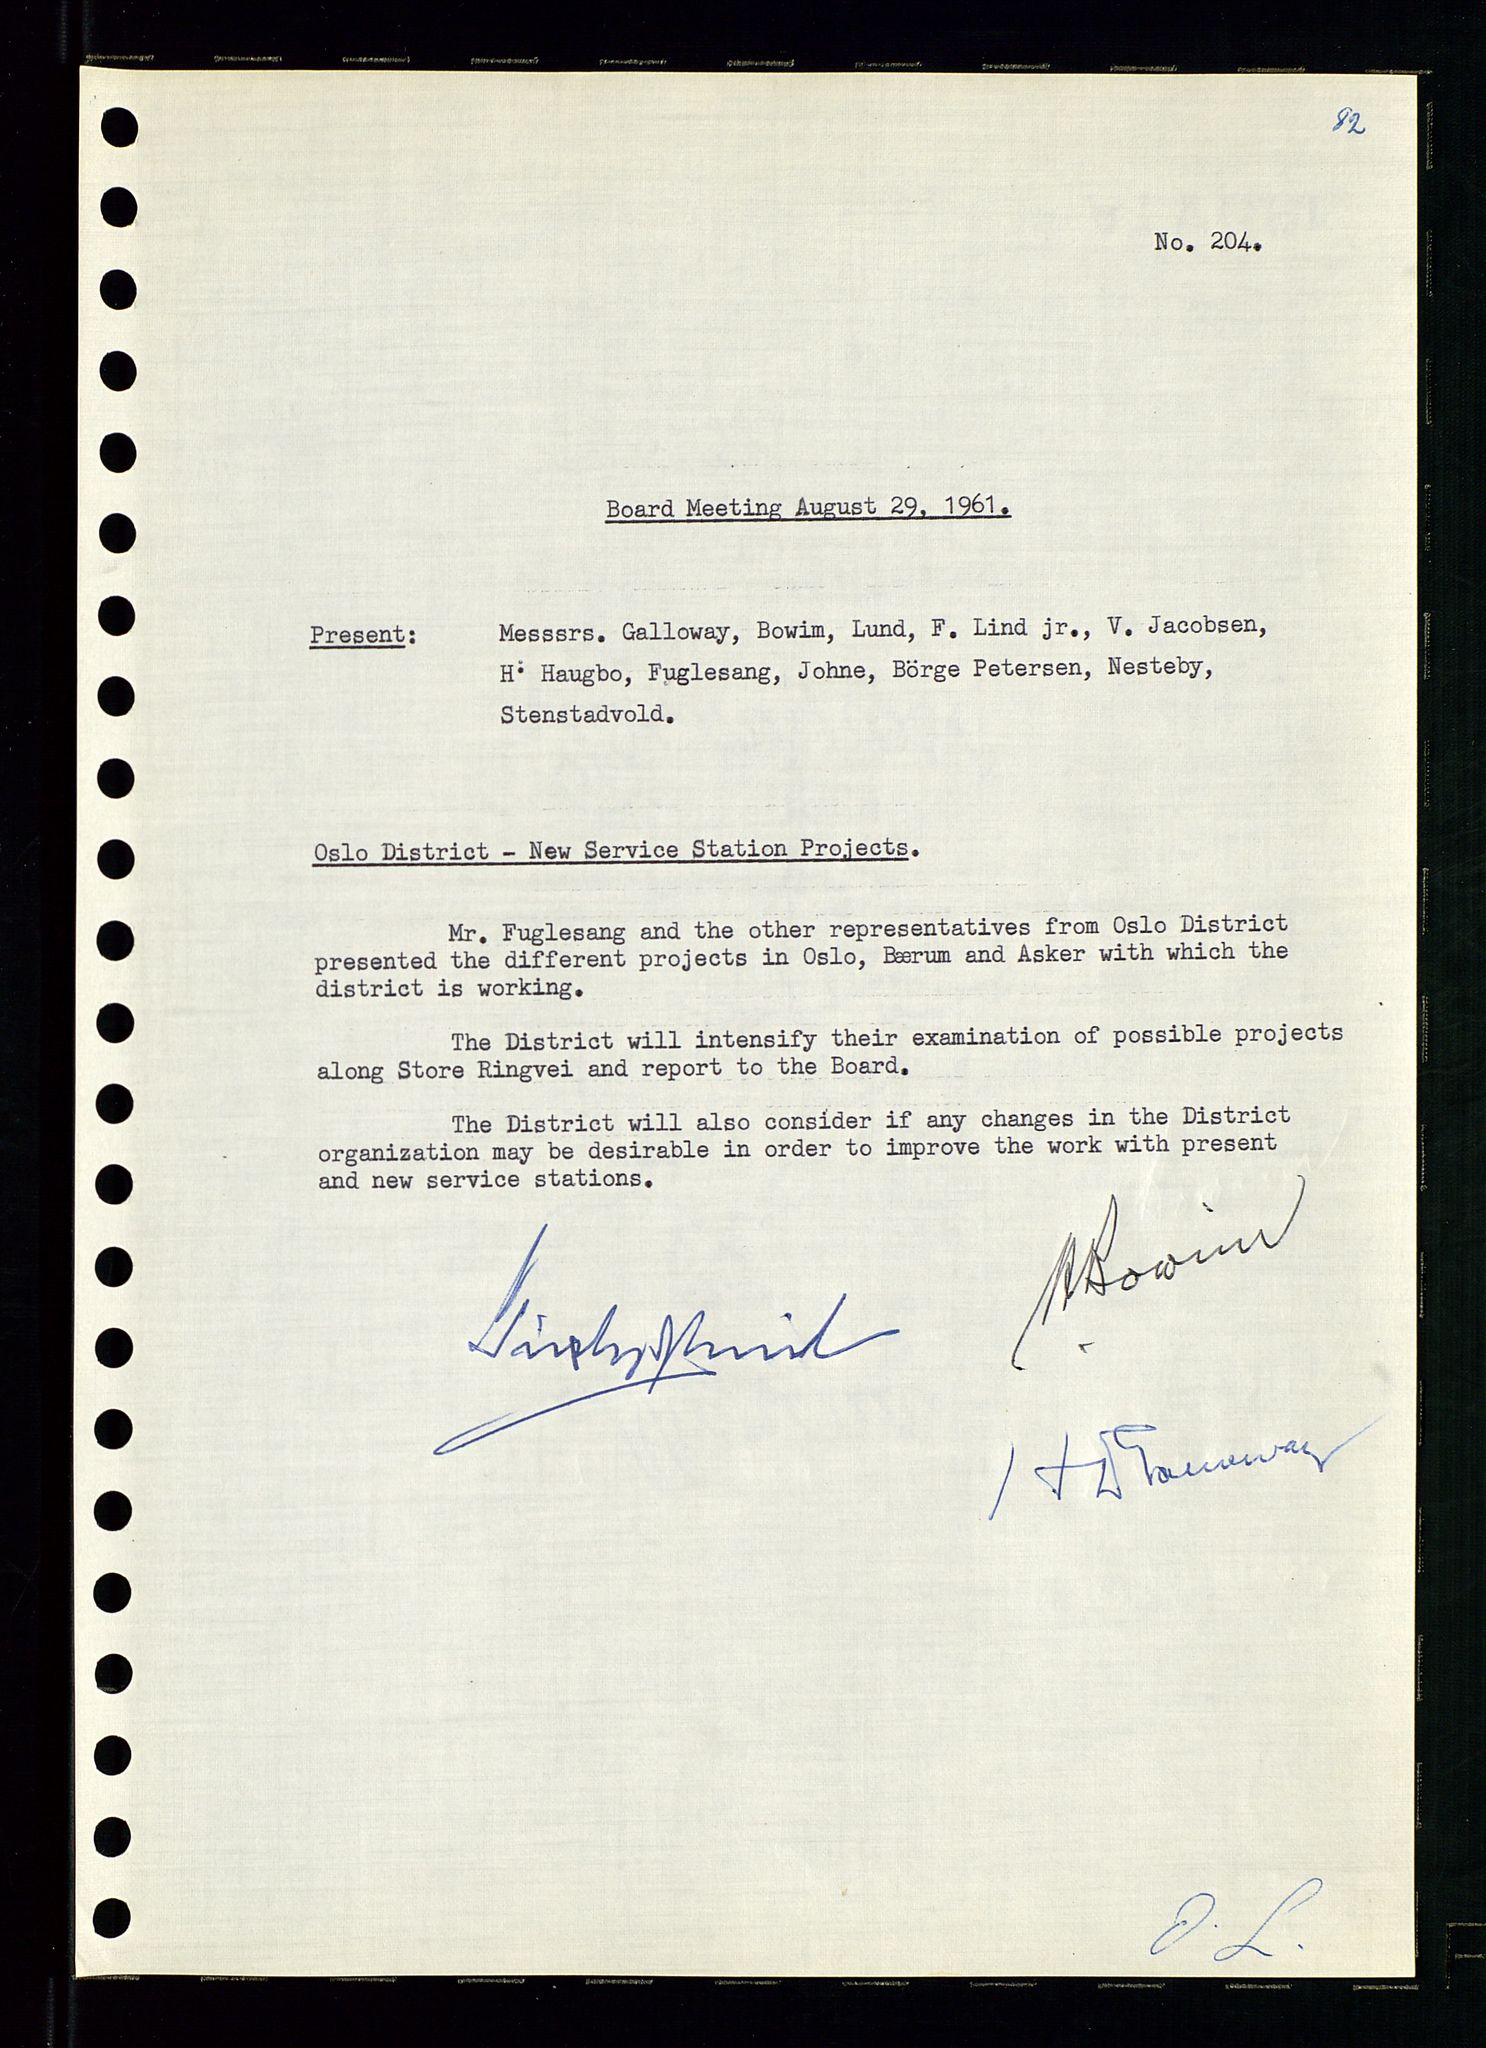 82
No. 204.
Board Meeting August 29, 1961.
Present: Messsrs. Galloway, Bowim, Lund, F. Lind jr., V. Jacobsen,
H. Haugbo, Fuglesang, Johne, Börge Petersen, Nesteby,
Stenstadvold.
Oslo District - New Service Station Projects.
Mr. Fuglesang and the other representatives from Oslo District
presented the different projects in Oslo, Bærum and Asker with which the
district is working.
The District will intensify their examination of possible projects
along Store Ringvei and report to the Board.
The District will also consider if any changes in the District
organization may be desirable in order to improve the work with present
and new service stations.
Bowim
Galloway
O. L.